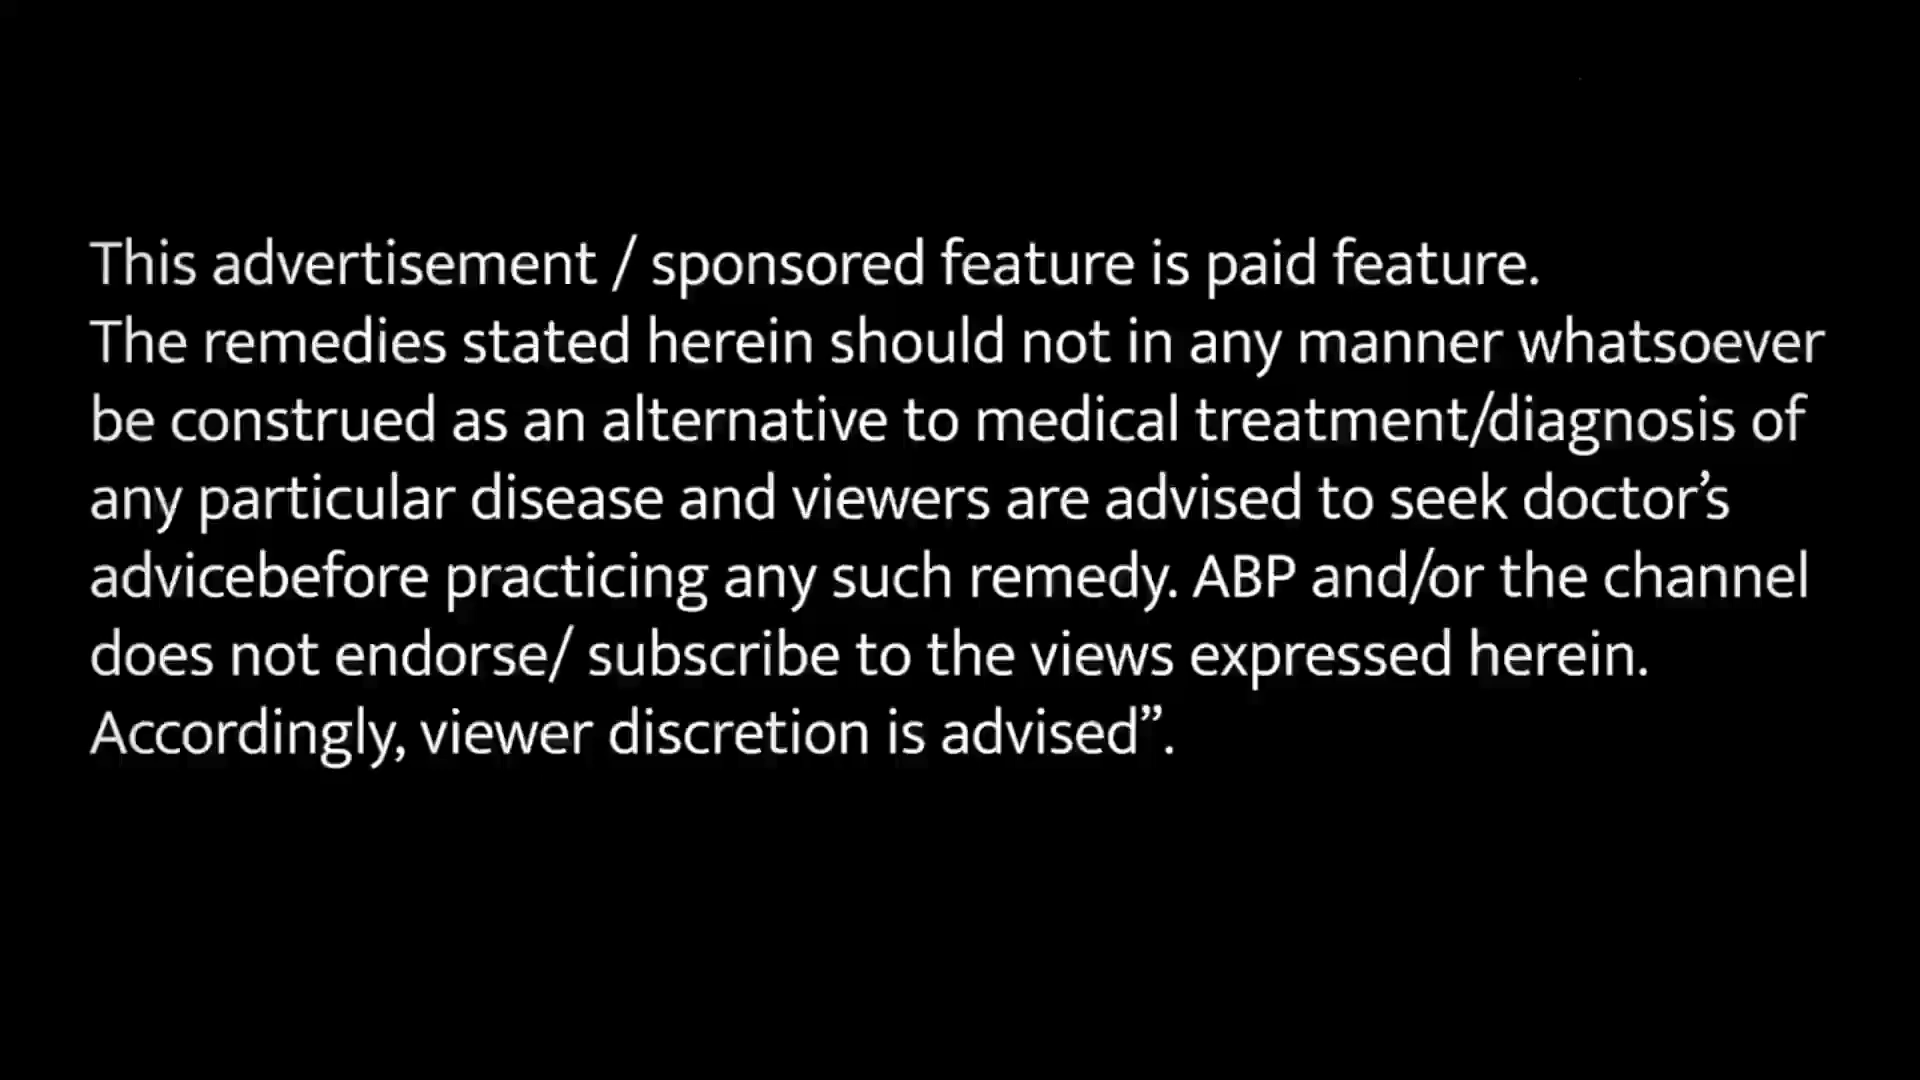 This advertisement / sponsored feature is paid feature.
The remedies stated herein should not in any manner whatsoever
be construed as an alternative to medical treatment/diagnosis of
any particular disease and viewers are advised to seek doctor’s
advicebefore practicing any such remedy. ABP and/or the channel
does not endorse/ subscribe to the views expressed herein.
Accordingly, viewer discretion is advised”.